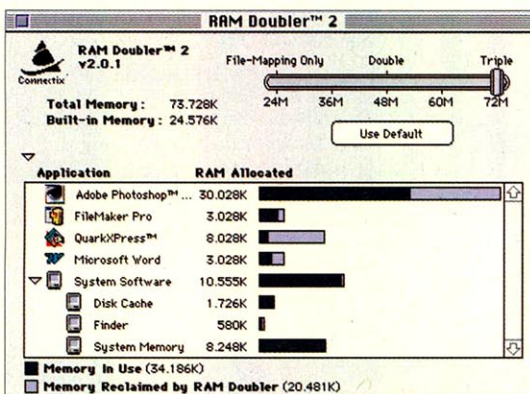 RAM Doubler™ 2
RAM Doubler™ 2
v2.0.1
Connectix
File-Mapping Only Double Triple
24M 36M 48M 60M 72M
Total Memory : 73.728K
Built-in Memory : 24.576K
Use Default
Application RAM Allocated
Adobe Photoshop™ ... 30.028K
FileMaker Pro 3.028K
QuarkXPress™ 8.028K
Microsoft Word 3.028K
System Software 10.555K
Disk Cache 1.726K
Finder 580K
System Memory 8.248K
Memory In Use (34.186K)
Memory Reclaimed by RAM Doubler (20.481K)